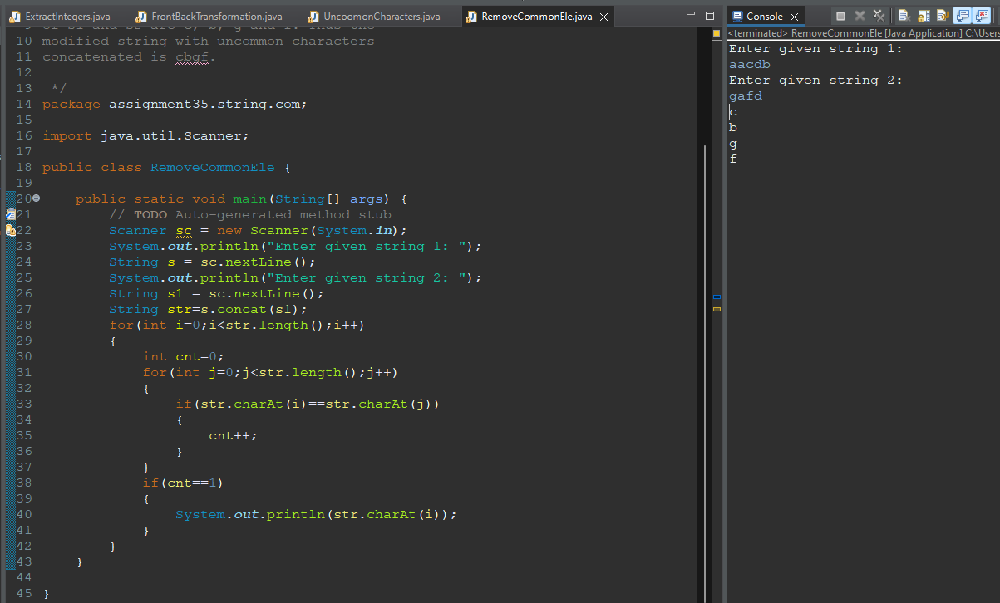 ExtractIntegers.java
FrontBackTransformation.java
UncoomonCharacters.java
RemoveCommonEle.java
9 of S1 and S2 are c, b, g and f. Thus the
10 modified string with uncommon characters
11 concatenated is cbgf.
12
13 */
14 package assignment35.string.com;
15
16 import java.util.Scanner;
17
18 public class RemoveCommonEle {
19
20 public static void main(String[] args) {
21 // TODO Auto-generated method stub
22 Scanner sc = new Scanner(System.in);
23 System.out.println("Enter given string 1: ");
24 String s = sc.nextLine();
25 System.out.println("Enter given string 2: ");
26 String s1 = sc.nextLine();
27 String str=s.concat(s1);
28 for(int i=0;i<str.length();i++)
29 {
30 int cnt=0;
31 for(int j=0;j<str.length();j++)
32 {
33 if(str.charAt(i)==str.charAt(j))
34 {
35 cnt++;
36 }
37 }
38 if(cnt==1)
39 {
40 System.out.println(str.charAt(i));
41 }
42 }
43 }
44
45 }
Console
<terminated> RemoveCommonEle [Java Application] C:\Users
Enter given string 1:
aacdb
Enter given string 2:
gafd
c
b
g
f